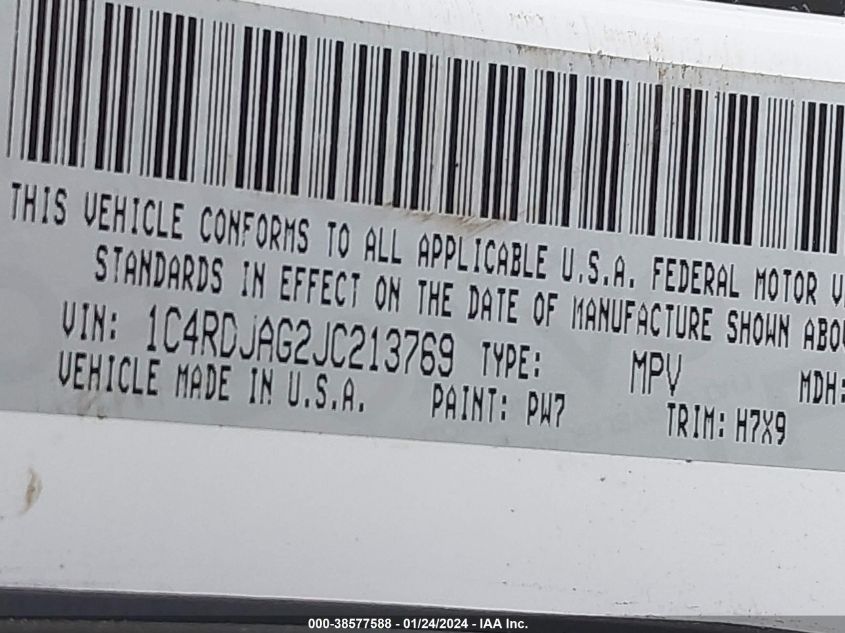 THIS VEHICLE CONFORMS TO ALL APPLICABLE U.S.A. FEDERAL MOTOR
STANDARDS IN EFFECT ON THE DATE OF MANUFACTURE SHOWN
VIN: 1C4RDJAG2JC213769 TYPE: MPV MDH:
VEHICLE MADE IN U.S.A. PAINT: PW7 TRIM: H7X9
000-38577588 - 01/24/2024 - IAA Inc.